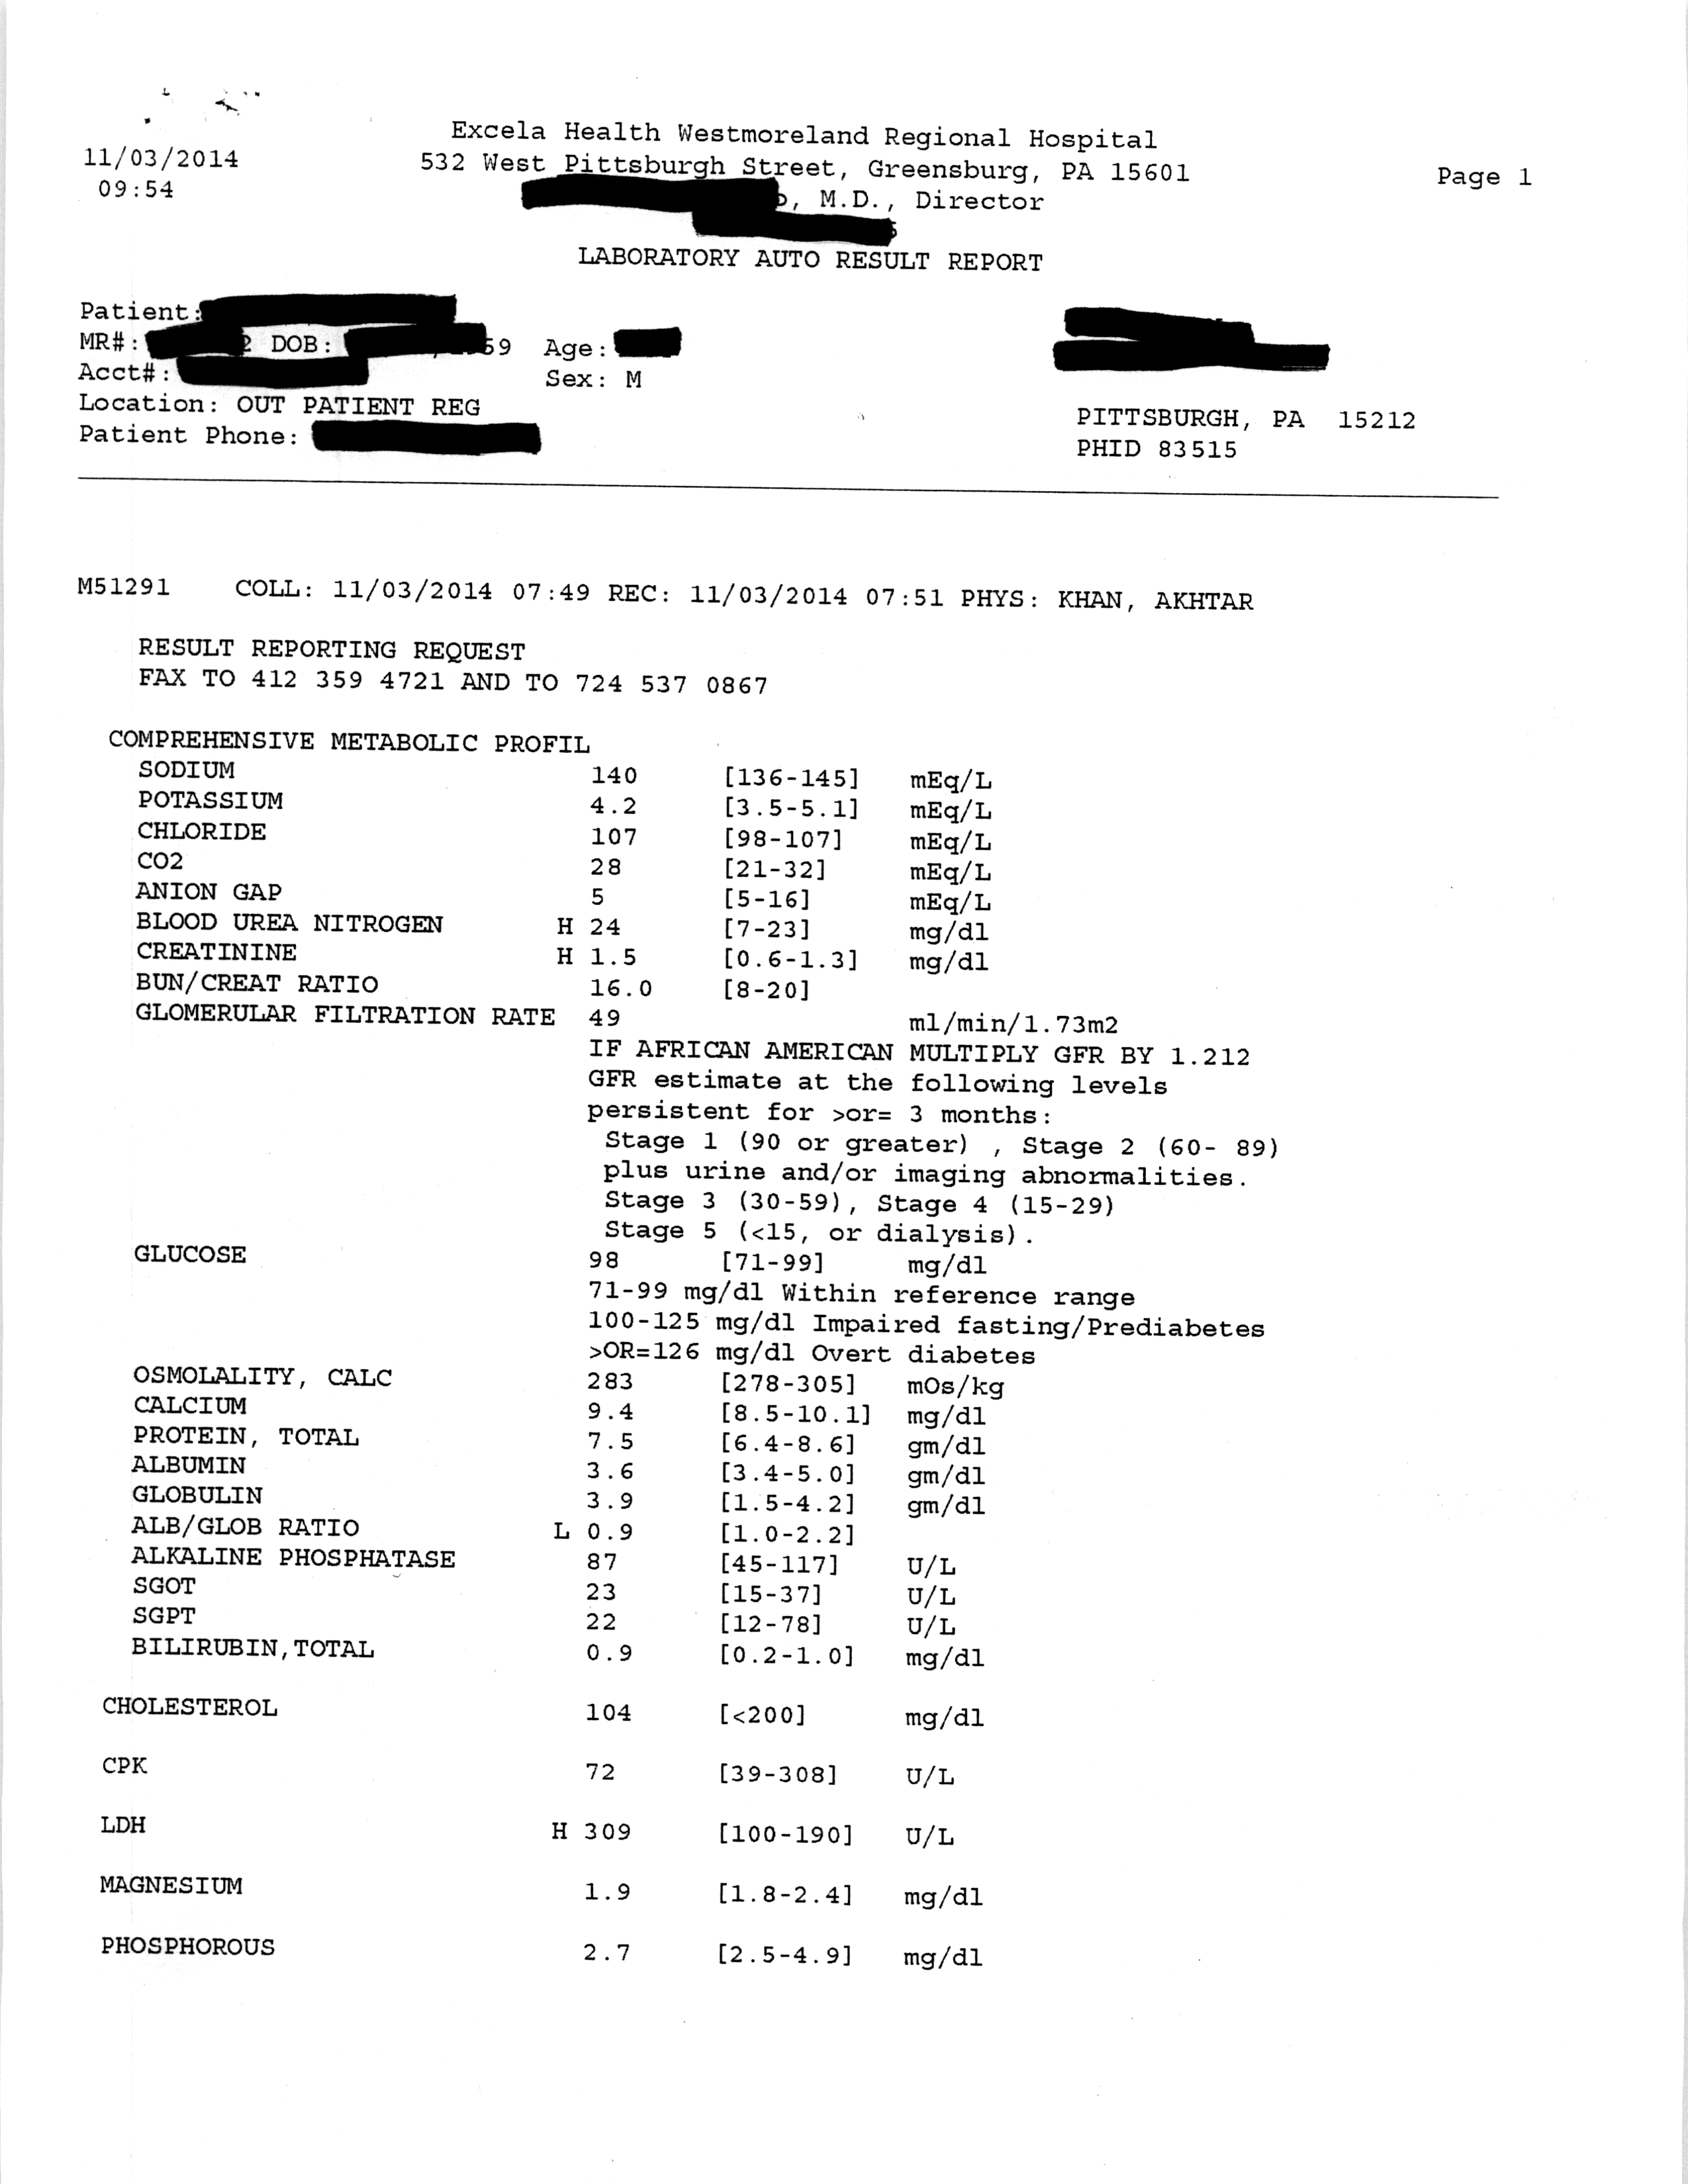 Excela Health Westmoreland Regional Hospital
11/03/2014 532 West Pittsburgh Street, Greensburg, PA 15601 Page 1
09:54 , M.D., Director
LABORATORY AUTO RESULT REPORT
Patient:
MR#: 2 DOB: 59 Age:
Acct#: Sex: M
Location: OUT PATIENT REG PITTSBURGH, PA 15212
Patient Phone: PHID 83515
M51291 COLL: 11/03/2014 07:49 REC: 11/03/2014 07:51 PHYS: KHAN, AKHTAR
RESULT REPORTING REQUEST
FAX TO 412 359 4721 AND TO 724 537 0867
COMPREHENSIVE METABOLIC PROFIL
SODIUM 140 [136-145] mEq/L
POTASSIUM 4.2 [3.5-5.1] mEq/L
CHLORIDE 107 [98-107] mEq/L
CO2 28 [21-32] mEq/L
ANION GAP 5 [5-16] mEq/L
BLOOD UREA NITROGEN H 24 [7-23] mg/dl
CREATININE H 1.5 [0.6-1.3] mg/dl
BUN/CREAT RATIO 16.0 [8-20]
GLOMERULAR FILTRATION RATE 49 ml/min/1.73m2
IF AFRICAN AMERICAN MULTIPLY GFR BY 1.212
GFR estimate at the following levels
persistent for >or= 3 months:
Stage 1 (90 or greater) , Stage 2 (60- 89)
plus urine and/or imaging abnormalities.
Stage 3 (30-59), Stage 4 (15-29)
Stage 5 (<15, or dialysis).
GLUCOSE 98 [71-99] mg/dl
71-99 mg/dl Within reference range
100-125 mg/dl Impaired fasting/Prediabetes
>OR=126 mg/dl Overt diabetes
OSMOLALITY, CALC 283 [278-305] mOs/kg
CALCIUM 9.4 [8.5-10.1] mg/dl
PROTEIN, TOTAL 7.5 [6.4-8.6] gm/dl
ALBUMIN 3.6 [3.4-5.0] gm/dl
GLOBULIN 3.9 [1.5-4.2] gm/dl
ALB/GLOB RATIO L 0.9 [1.0-2.2]
ALKALINE PHOSPHATASE 87 [45-117] U/L
SGOT 23 [15-37] U/L
SGPT 22 [12-78] U/L
BILIRUBIN,TOTAL 0.9 [0.2-1.0] mg/dl
CHOLESTEROL 104 [<200] mg/dl
CPK 72 [39-308] U/L
LDH H 309 [100-190] U/L
MAGNESIUM 1.9 [1.8-2.4] mg/dl
PHOSPHOROUS 2.7 [2.5-4.9] mg/dl